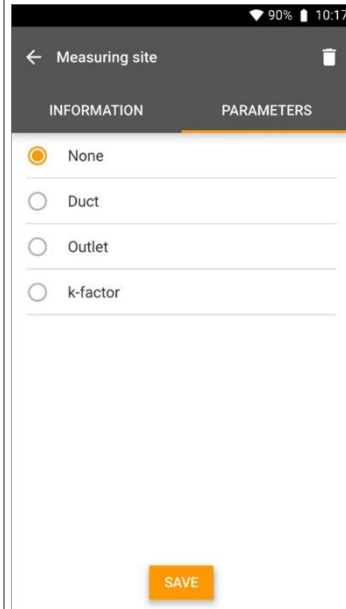 90% 10:17
Measuring site
INFORMATION PARAMETERS
None
Duct
Outlet
k-factor
SAVE